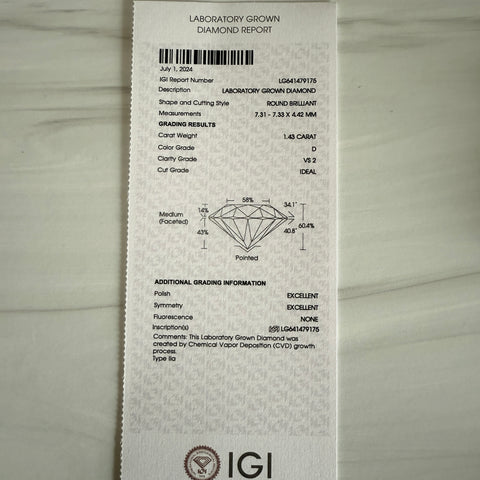 LABORATORY GROWN
DIAMOND REPORT
July 1, 2024
IGI Report Number LG641479175
Description LABORATORY GROWN DIAMOND
Shape and Cutting Style ROUND BRILLIANT
Measurements 7.31 - 7.33 X 4.42 MM
GRADING RESULTS
Carat Weight 1.43 CARAT
Color Grade D
Clarity Grade VS 2
Cut Grade IDEAL
58%
14% 34.1°
Medium
(Faceted) 60.4%
43% 40.8°
Pointed
ADDITIONAL GRADING INFORMATION
Polish EXCELLENT
Symmetry EXCELLENT
Fluorescence NONE
Inscription(s) LG641479175
Comments: This Laboratory Grown Diamond was
created by Chemical Vapor Deposition (CVD) growth
process.
Type IIa
IGI